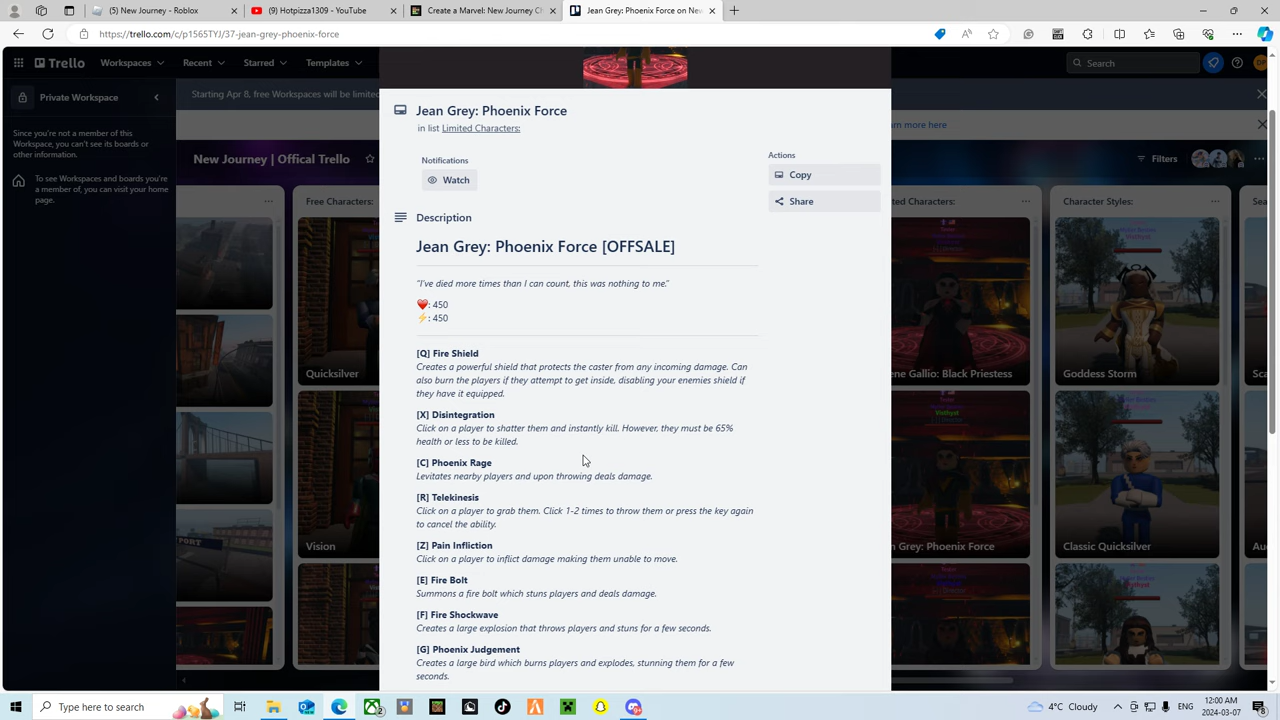 (5) New Journey - Roblox
(9) Hotpizza1309 - YouTube
Create a Marvel: New Journey Ch
Jean Grey: Phoenix Force on New
https://trello.com/c/p1565TYJ/37-jean-grey-phoenix-force
Trello Workspaces Recent Starred Templates Search
Private Workspace
Starting Apr 8, free Workspaces will be limited
rn more here
Since you're not a member of this
Workspace, you can't see its boards or
other information.
To see Workspaces and boards you're
a member of, you can visit your home
page.
New Journey | Offical Trello
Filters
Free Characters:
Quicksilver
Vision
Jean Grey: Phoenix Force
in list Limited Characters:
Notifications
Watch
Actions
Copy
Share
Description
Jean Grey: Phoenix Force [OFFSALE]
"I've died more times than I can count, this was nothing to me."
❤️: 450
⚡: 450
[Q] Fire Shield
Creates a powerful shield that protects the caster from any incoming damage. Can
also burn the players if they attempt to get inside, disabling your enemies shield if
they have it equipped.
[X] Disintegration
Click on a player to shatter them and instantly kill. However, they must be 65%
health or less to be killed.
[C] Phoenix Rage
Levitates nearby players and upon throwing deals damage.
[R] Telekinesis
Click on a player to grab them. Click 1-2 times to throw them or press the key again
to cancel the ability.
[Z] Pain Infliction
Click on a player to inflict damage making them unable to move.
[E] Fire Bolt
Summons a fire bolt which stuns players and deals damage.
[F] Fire Shockwave
Creates a large explosion that throws players and stuns for a few seconds.
[G] Phoenix Judgement
Creates a large bird which burns players and explodes, stunning them for a few
seconds.
ted Characters:
ene Gallio: Black Priestess
n Grey: Phoenix Force
Character Styles:
Goddess Storm
Classic Quicksilver
Sea
Sca
Au
Type here to search
4°C Cloudy
ENG
12:00 AM
2024-03-07